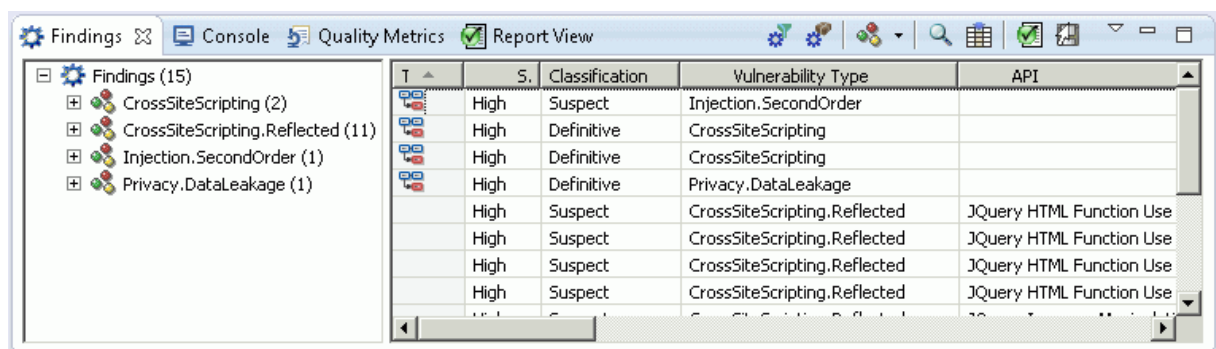 Findings Console Quality Metrics Report View
Findings (15)
CrossSiteScripting (2)
CrossSiteScripting.Reflected (11)
Injection.SecondOrder (1)
Privacy.DataLeakage (1)
T S. Classification Vulnerability Type API
High Suspect Injection.SecondOrder
High Definitive CrossSiteScripting
High Definitive CrossSiteScripting
High Definitive Privacy.DataLeakage
High Suspect CrossSiteScripting.Reflected JQuery HTML Function Use
High Suspect CrossSiteScripting.Reflected JQuery HTML Function Use
High Suspect CrossSiteScripting.Reflected JQuery HTML Function Use
High Suspect CrossSiteScripting.Reflected JQuery HTML Function Use